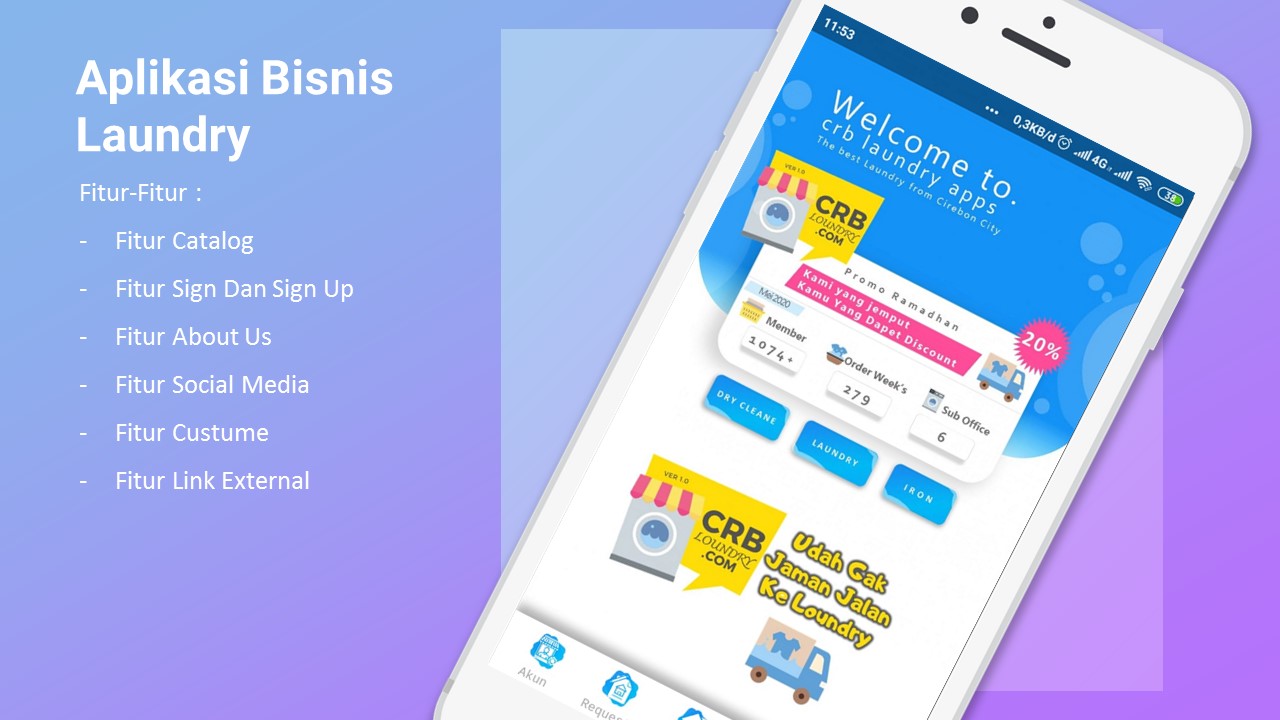 Aplikasi Bisnis
Laundry
Fitur-Fitur :
- Fitur Catalog
- Fitur Sign Dan Sign Up
- Fitur About Us
- Fitur Social Media
- Fitur Custume
- Fitur Link External
11:53
... 0,3KB/d 4G 38
Welcome to.
crb laundry apps
The best Laundry from Cirebon City
VER 1.0
CRB
LOUNDRY
.COM
Promo Ramadhan
Kami yang jemput
Kamu Yang Dapet Discount
20%
Mei 2020
Member
1074+
Order Week's
279
Sub Office
6
DRY CLEANE
LAUNDRY
IRON
VER 1.0
CRB
LOUNDRY
.COM
Udah Gak
Jaman Jalan
Ke Loundry
Akun
Reques